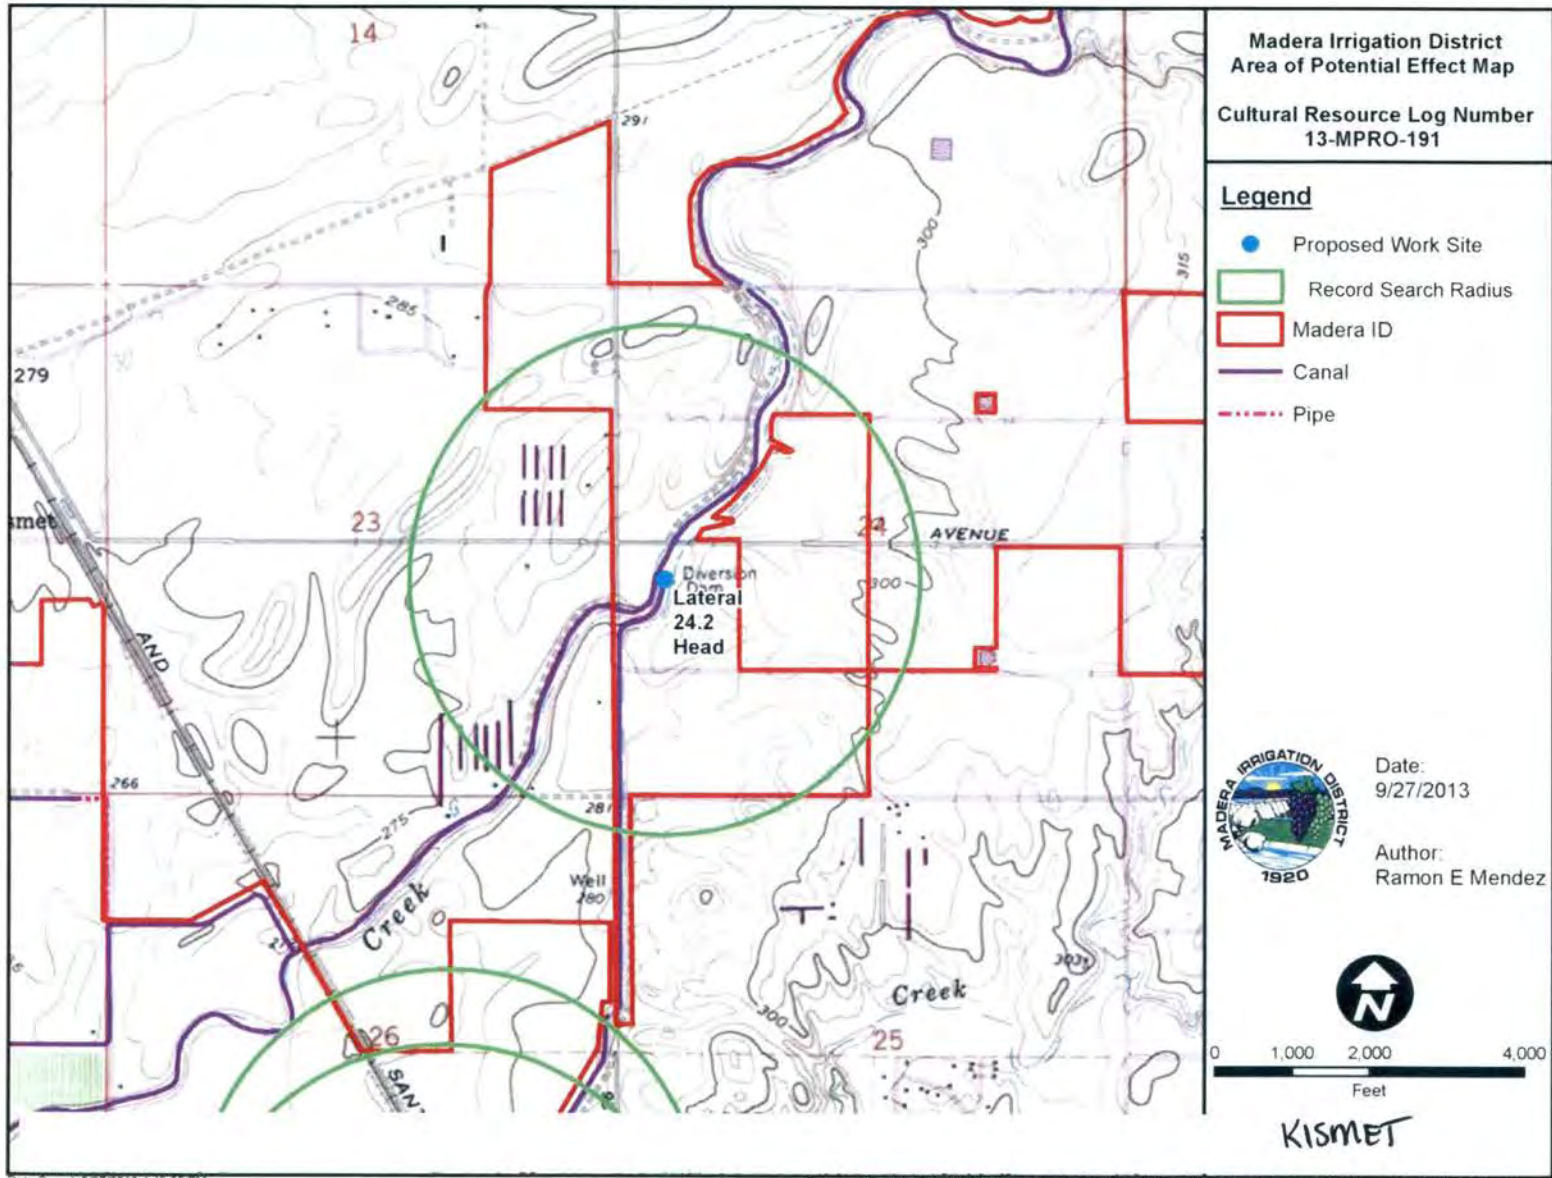 Madera Irrigation District
Area of Potential Effect Map
Cultural Resource Log Number
13-MPRO-191
Legend
Proposed Work Site
Record Search Radius
Madera ID
Canal
Pipe
14
291
300
315
285
279
smet
23
24
AVENUE
Diversion
Dam
300
Lateral
24.2
Head
AND
266
281
275
Well
280
Creek
Creek
303
300
26
25
SANT
MADERA IRRIGATION DISTRICT
1920
Date:
9/27/2013
Author:
Ramon E Mendez
N
0 1,000 2,000 4,000
Feet
KISMET